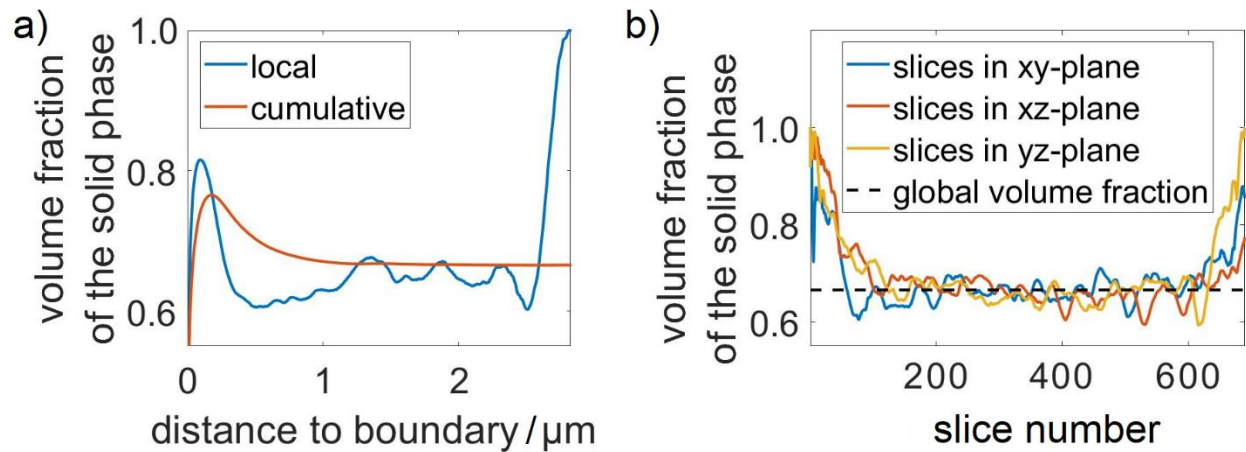 a)
volume fraction
of the solid phase
1.0
0.8
0.6
local
cumulative
0
1
2
distance to boundary / μm
b)
volume fraction
of the solid phase
1.0
0.8
0.6
slices in xy-plane
slices in xz-plane
slices in yz-plane
global volume fraction
200
400
600
slice number